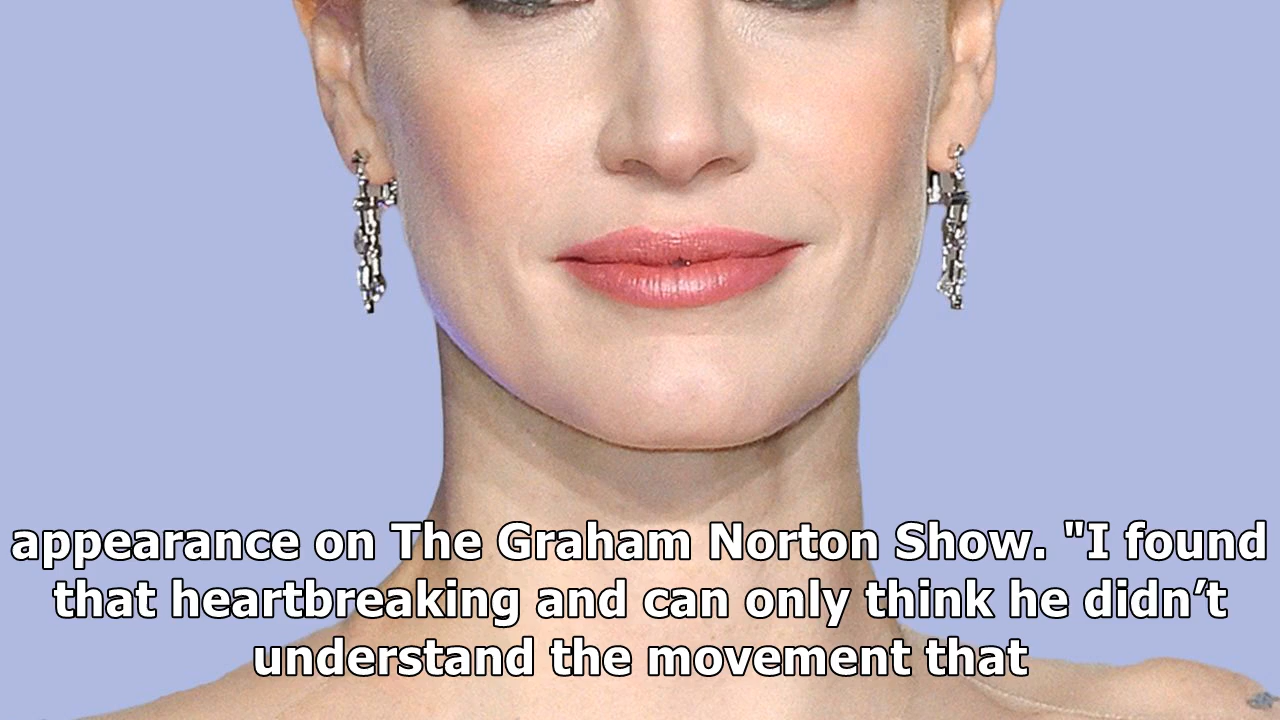 appearance on The Graham Norton Show. "I found
that heartbreaking and can only think he didn’t
understand the movement that